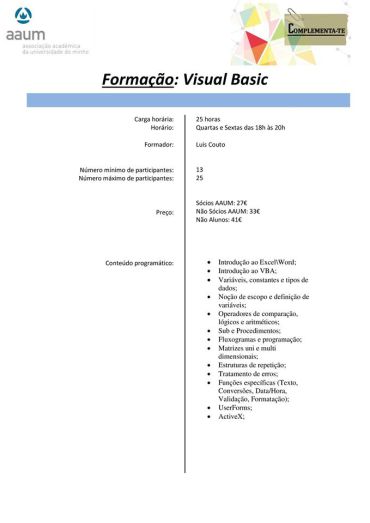 aaum
associação académica
da universidade do minho
COMPLEMENTA-TE
Formação: Visual Basic
Carga horária: 25 horas
Horário: Quartas e Sextas das 18h às 20h
Formador: Luis Couto
Número mínimo de participantes: 13
Número máximo de participantes: 25
Sócios AAUM: 27€
Preço: Não Sócios AAUM: 33€
Não Alunos: 41€
Conteúdo programático: • Introdução ao Excel\Word;
• Introdução ao VBA;
• Variáveis, constantes e tipos de
dados;
• Noção de escopo e definição de
variáveis;
• Operadores de comparação,
lógicos e aritméticos;
• Sub e Procedimentos;
• Fluxogramas e programação;
• Matrizes uni e multi
dimensionais;
• Estruturas de repetição;
• Tratamento de erros;
• Funções específicas (Texto,
Conversões, Data/Hora,
Validação, Formatação);
• UserForms;
• ActiveX;